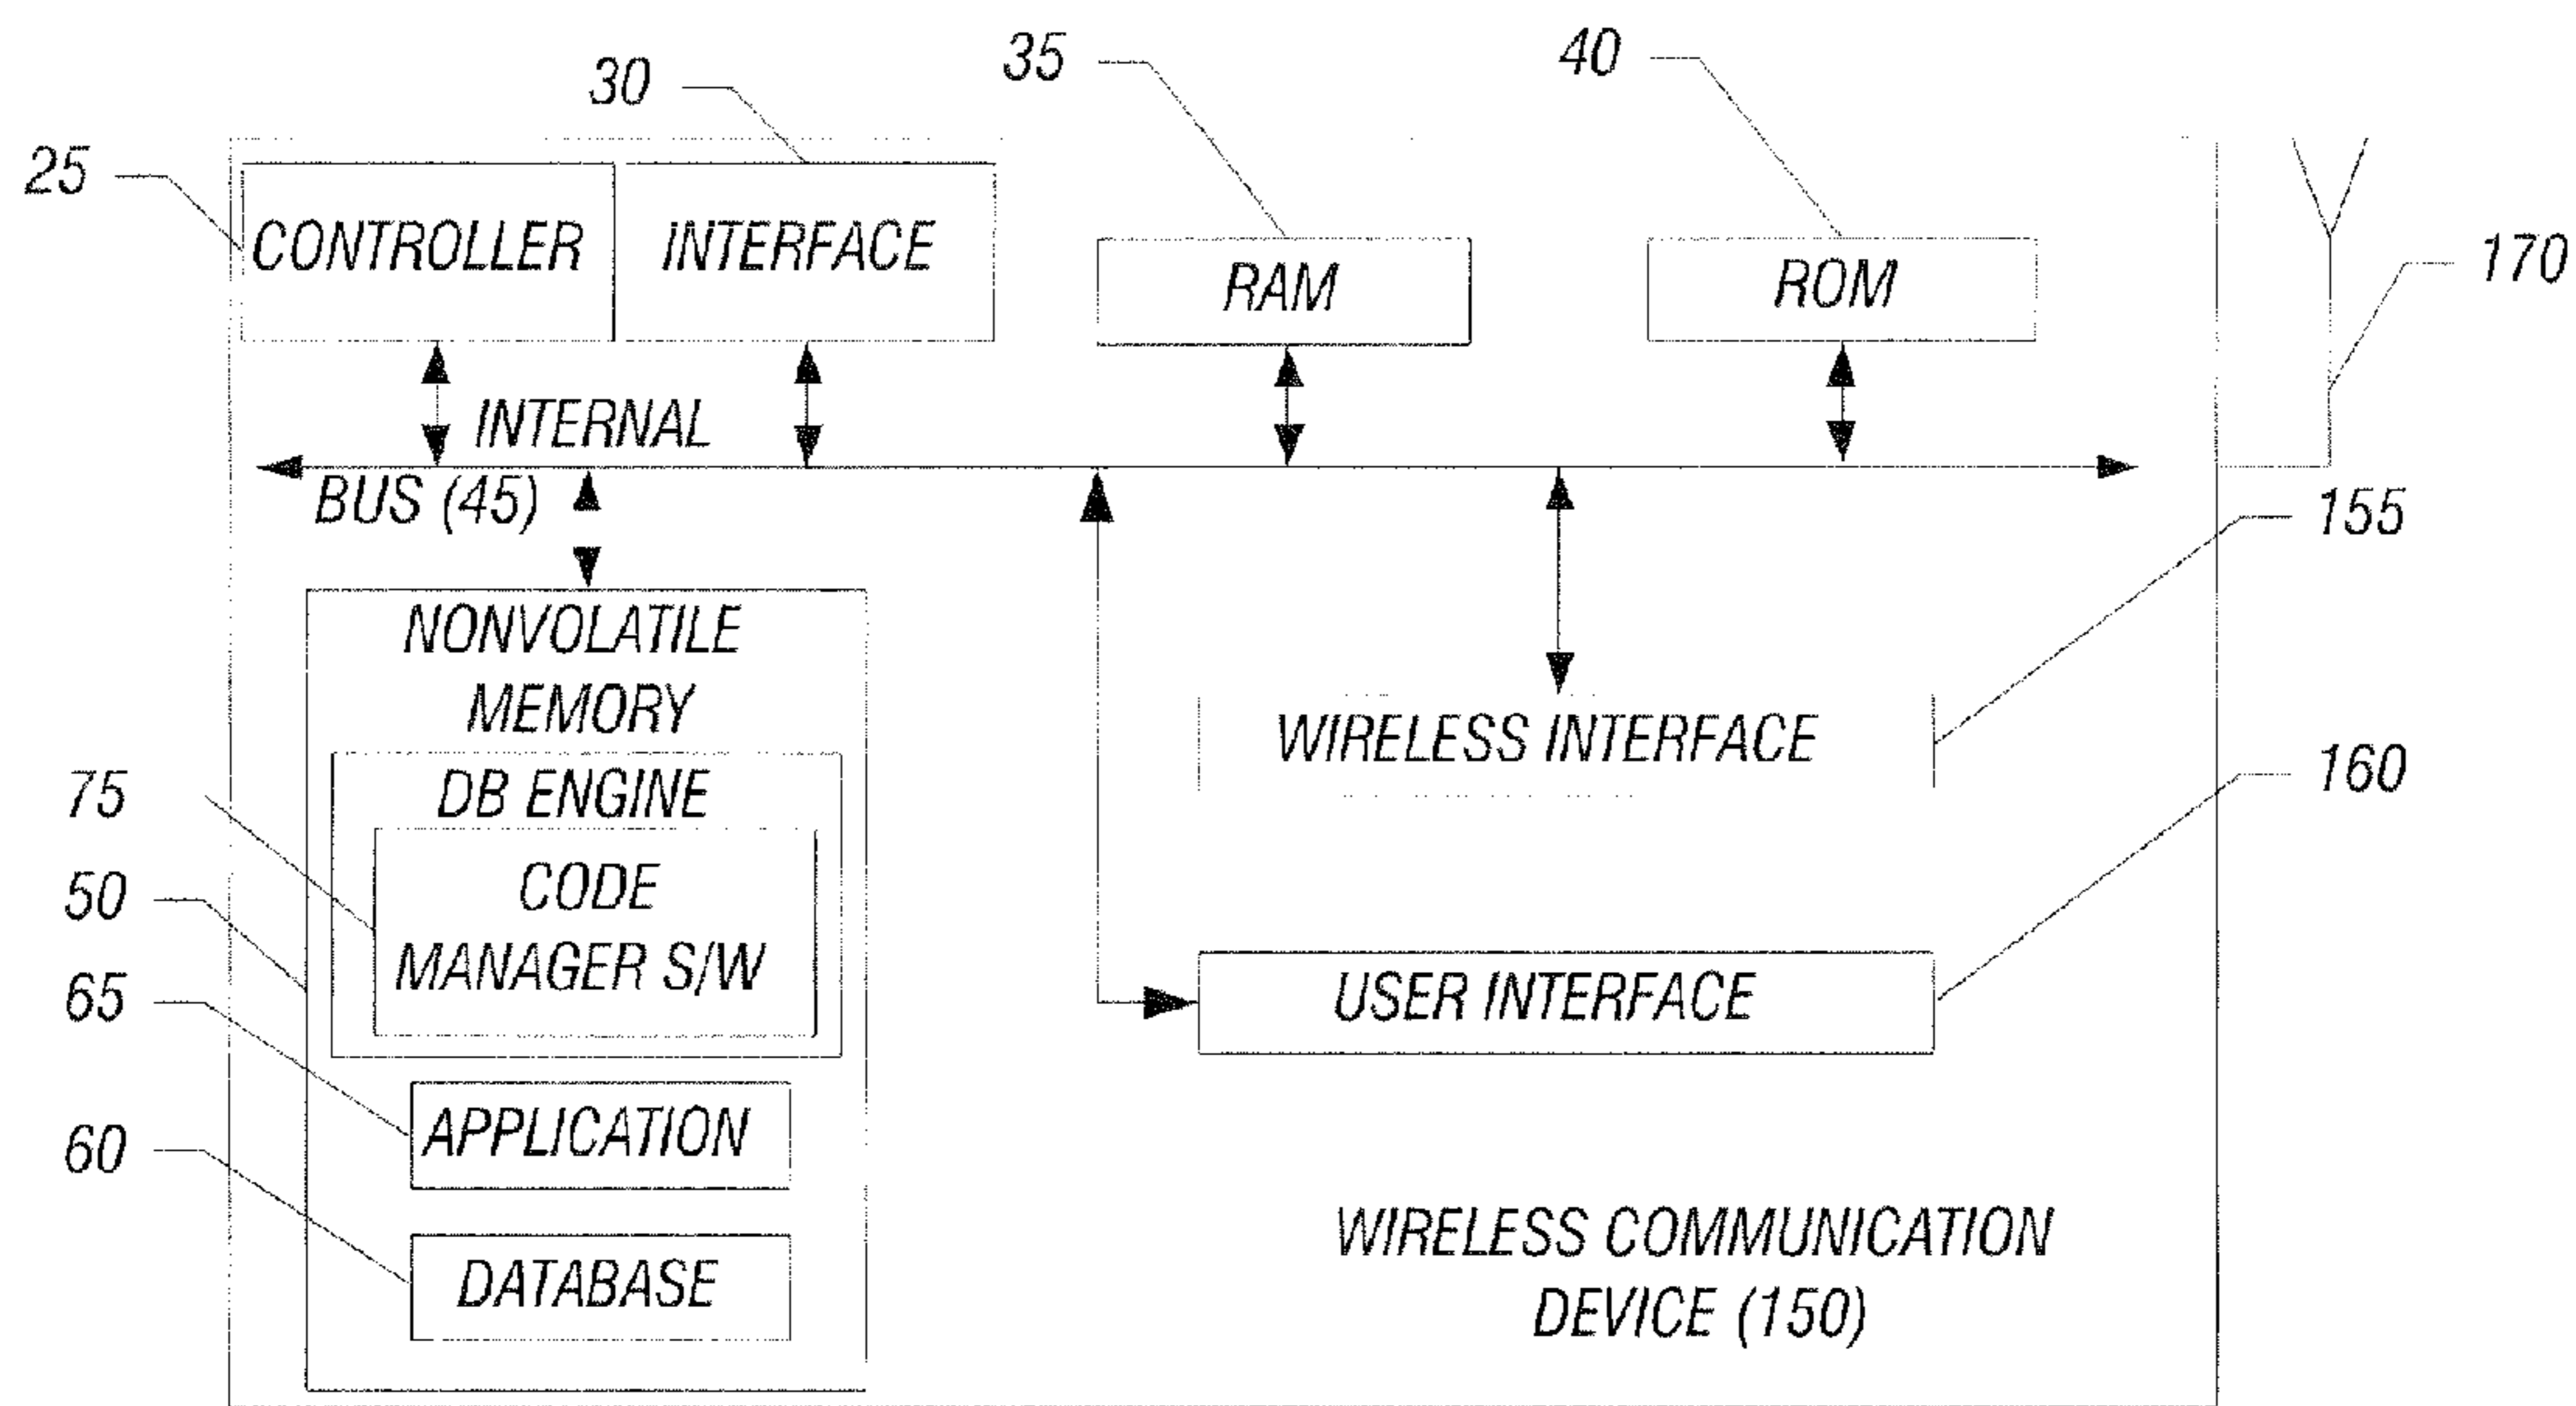 35
40
30
25
CONTROLLER
INTERFACE
RAM
ROM
170
INTERNAL
BUS (45)
155
NONVOLATILE
MEMORY
WIRELESS INTERFACE
75
DB ENGINE
160
CODE
50
MANAGER S/W
65
USER INTERFACE
APPLICATION
60
DATABASE
WIRELESS COMMUNICATION
DEVICE (150)